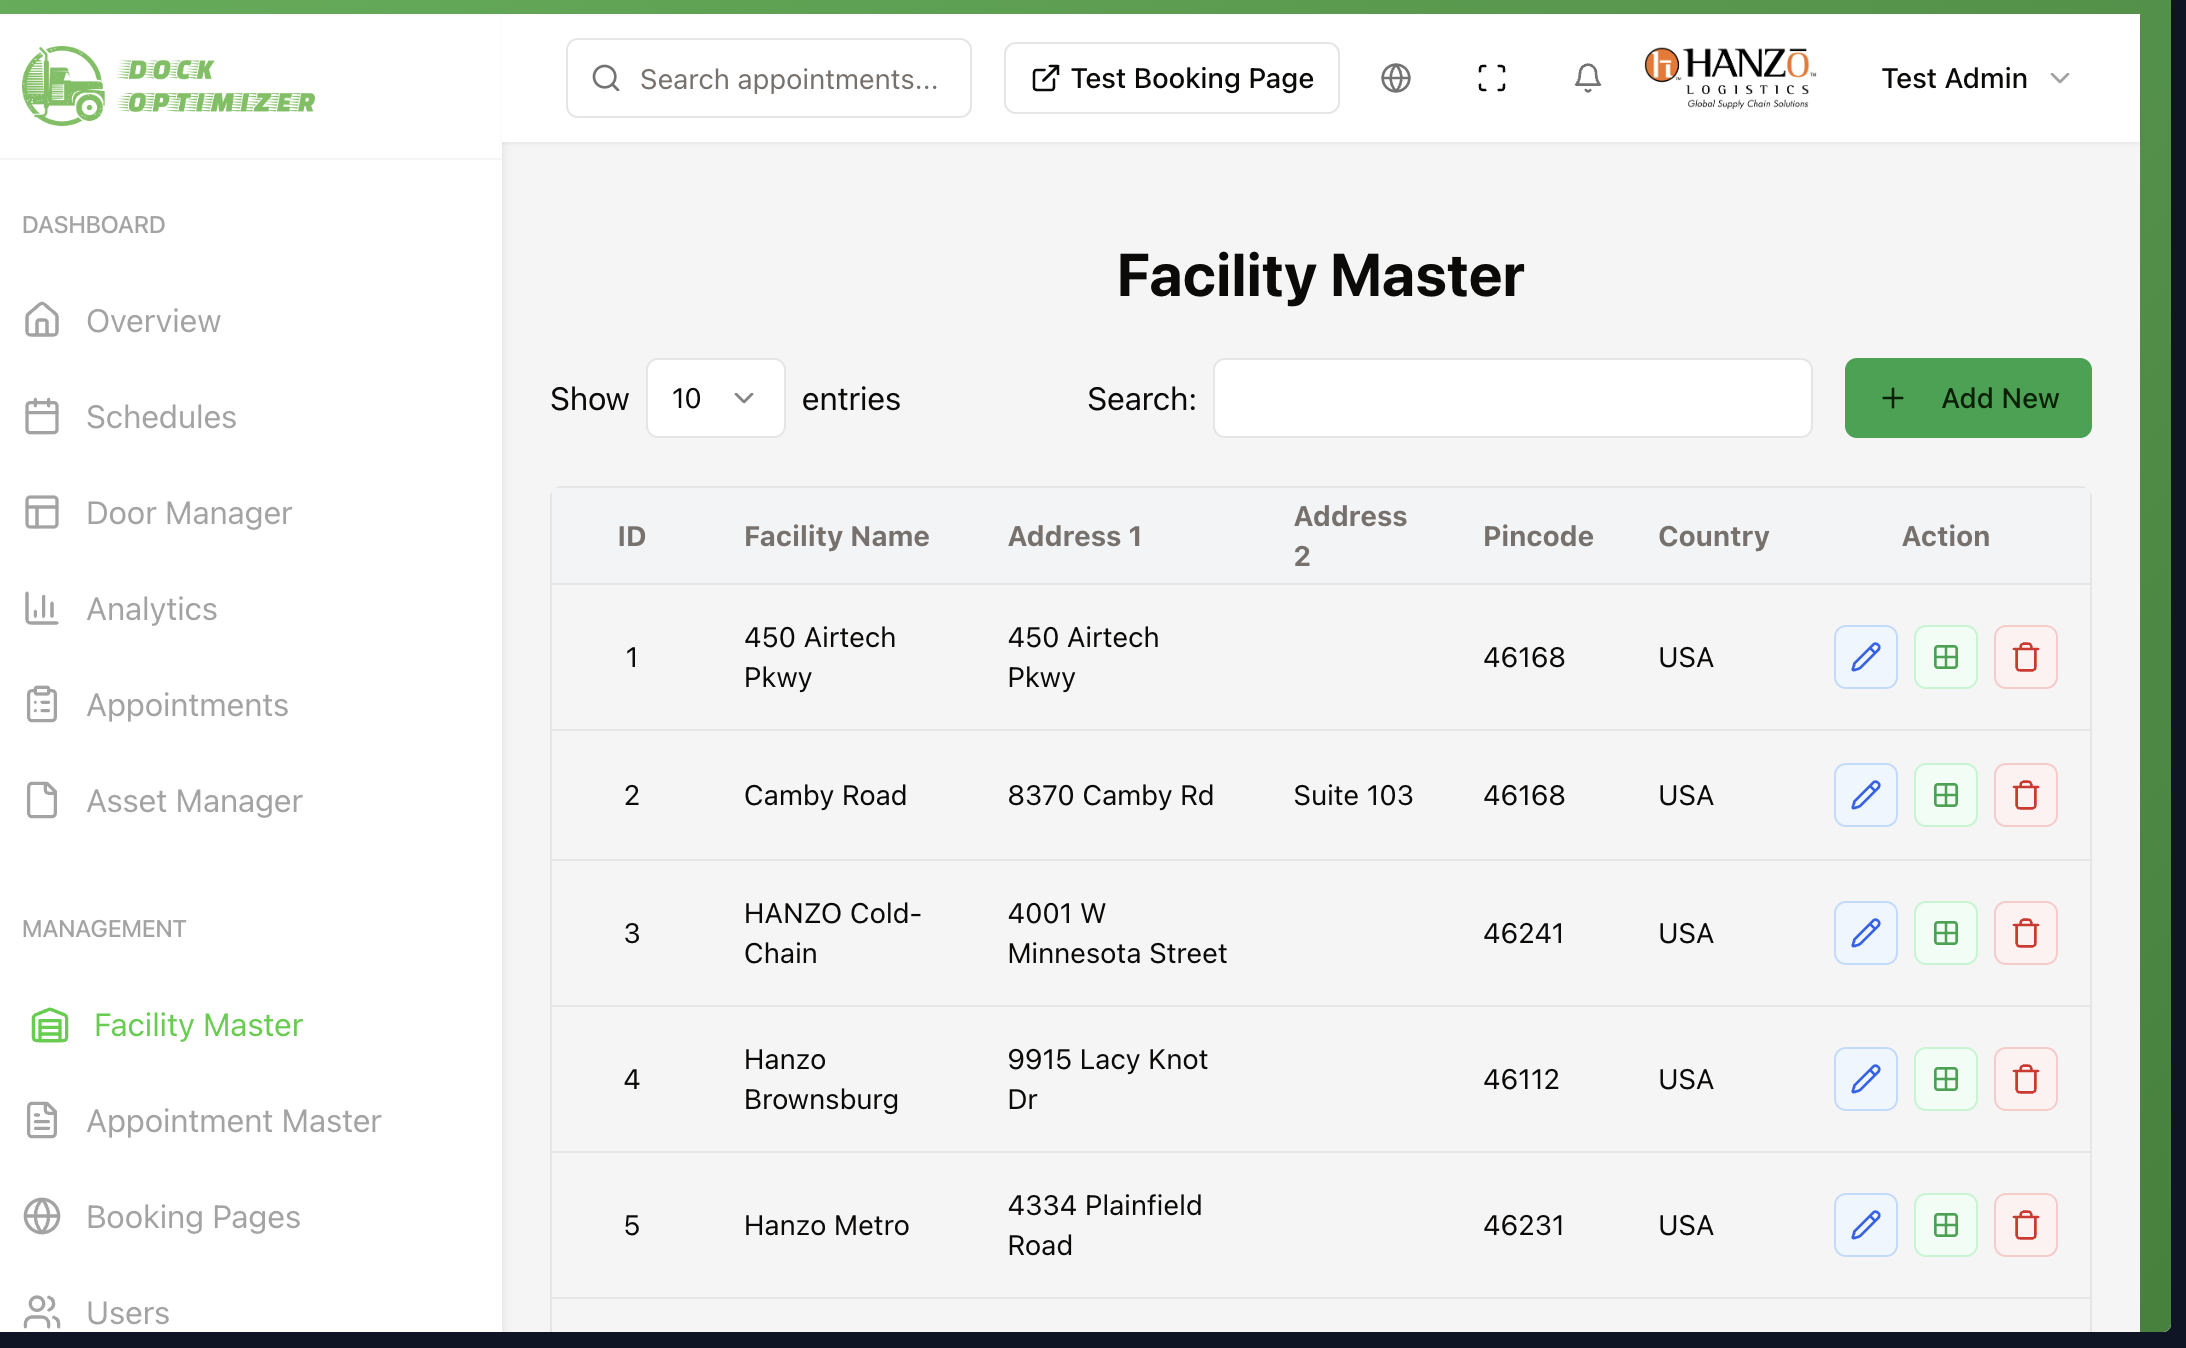 DOCK
OPTIMIZER
Search appointments...
Test Booking Page
HANZO
LOGISTICS
Global Supply Chain Solutions
Test Admin
DASHBOARD
Overview
Schedules
Door Manager
Analytics
Appointments
Asset Manager
MANAGEMENT
Facility Master
Appointment Master
Booking Pages
Users
Facility Master
Show 10 entries
Search:
+ Add New
ID Facility Name Address 1 Address 2 Pincode Country Action
1 450 Airtech Pkwy 450 Airtech Pkwy 46168 USA
2 Camby Road 8370 Camby Rd Suite 103 46168 USA
3 HANZO Cold-Chain 4001 W Minnesota Street 46241 USA
4 Hanzo Brownsburg 9915 Lacy Knot Dr 46112 USA
5 Hanzo Metro 4334 Plainfield Road 46231 USA